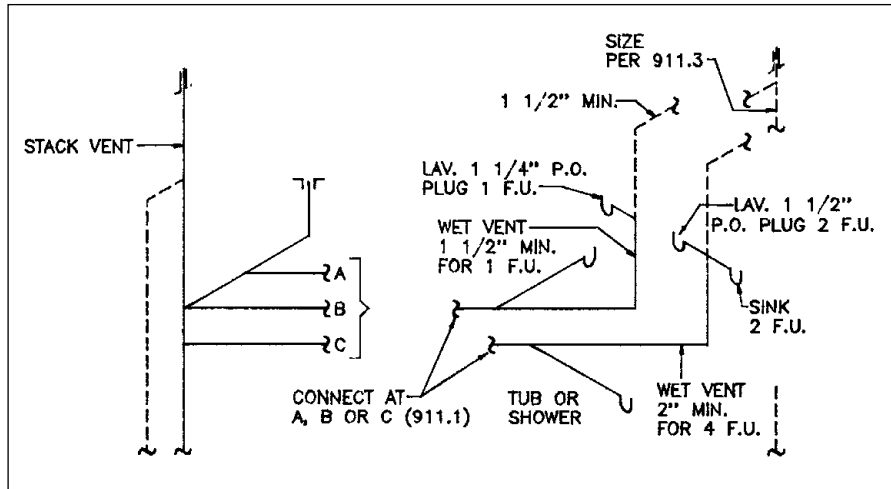 SIZE
PER 911.3
1 1/2" MIN.
STACK VENT
LAV. 1 1/4" P.O.
PLUG 1 F.U.
WET VENT
1 1/2" MIN.
FOR 1 F.U.
LAV. 1 1/2"
P.O. PLUG 2 F.U.
A
B
C
SINK
2 F.U.
CONNECT AT
A, B OR C (911.1)
TUB OR
SHOWER
WET VENT
2" MIN.
FOR 4 F.U.